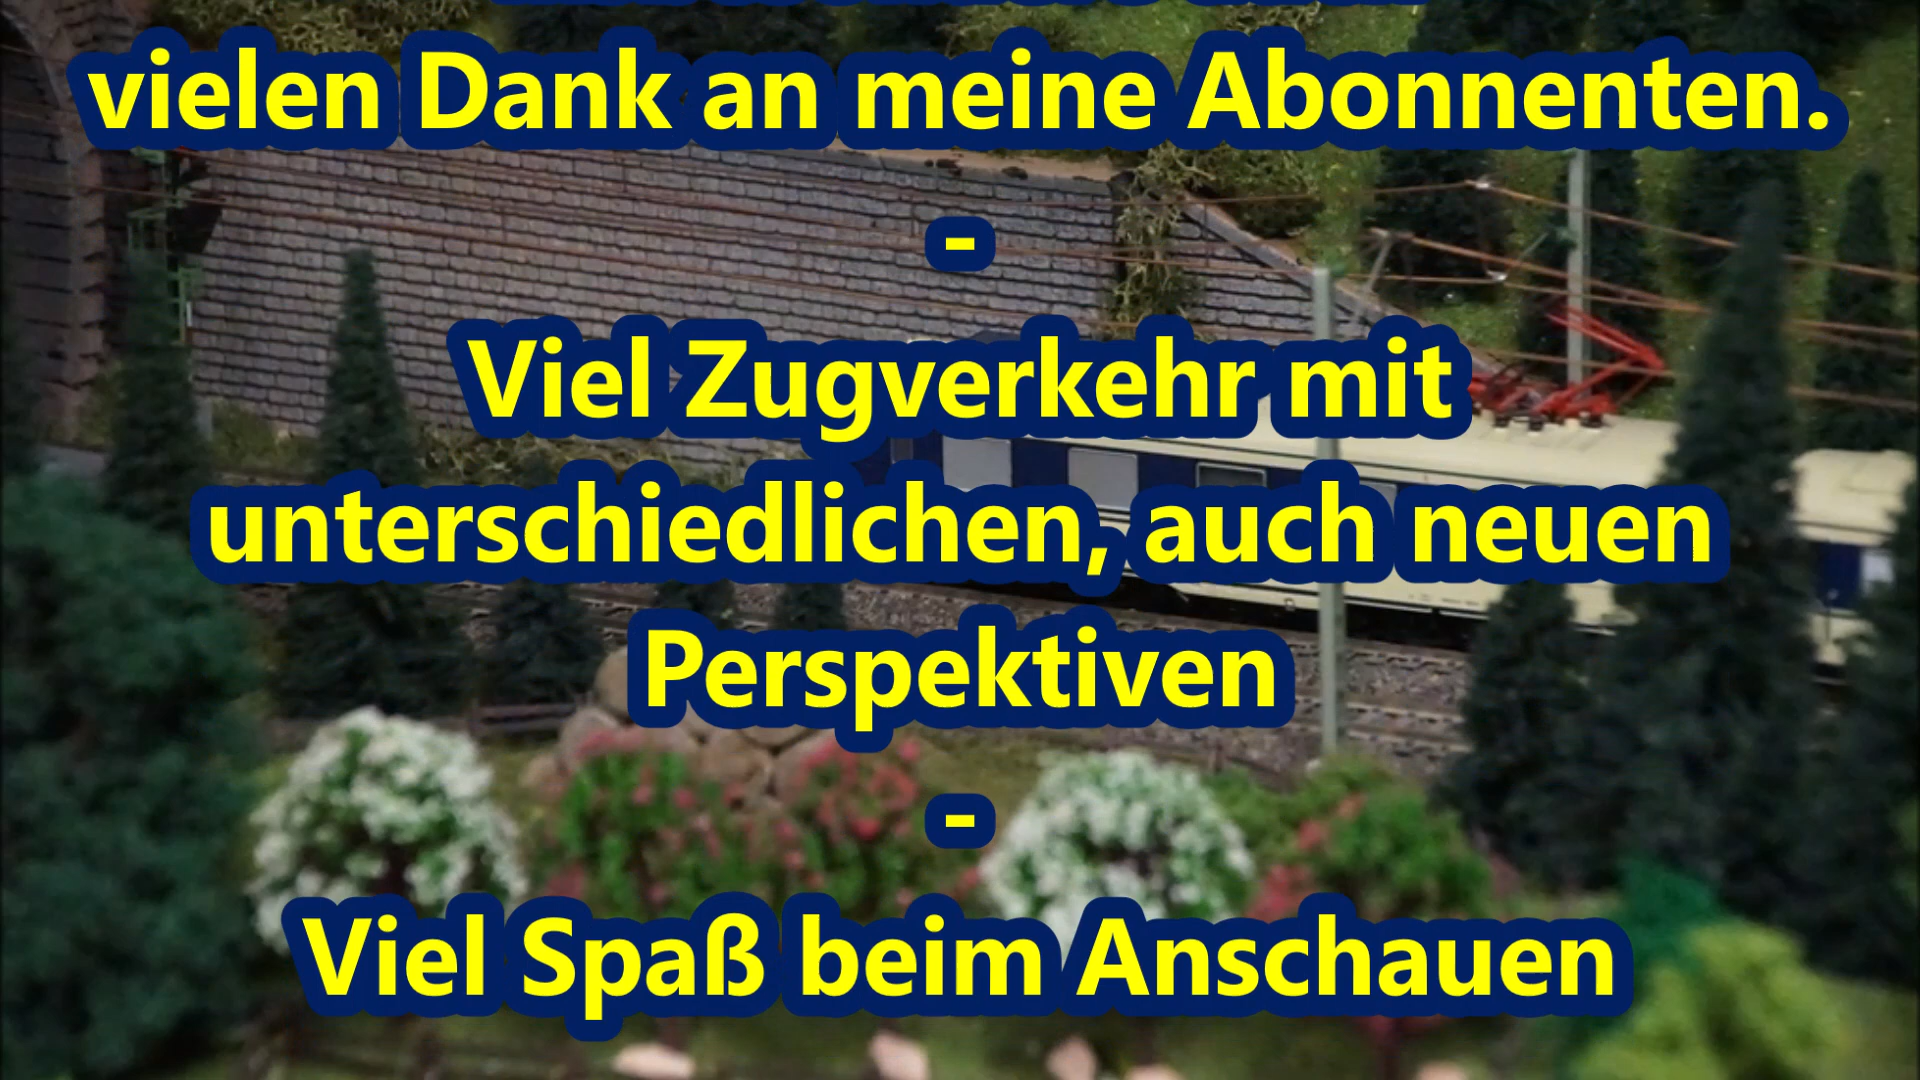 vielen Dank an meine Abonnenten.
-
Viel Zugverkehr mit
unterschiedlichen, auch neuen
Perspektiven
-
Viel Spaß beim Anschauen